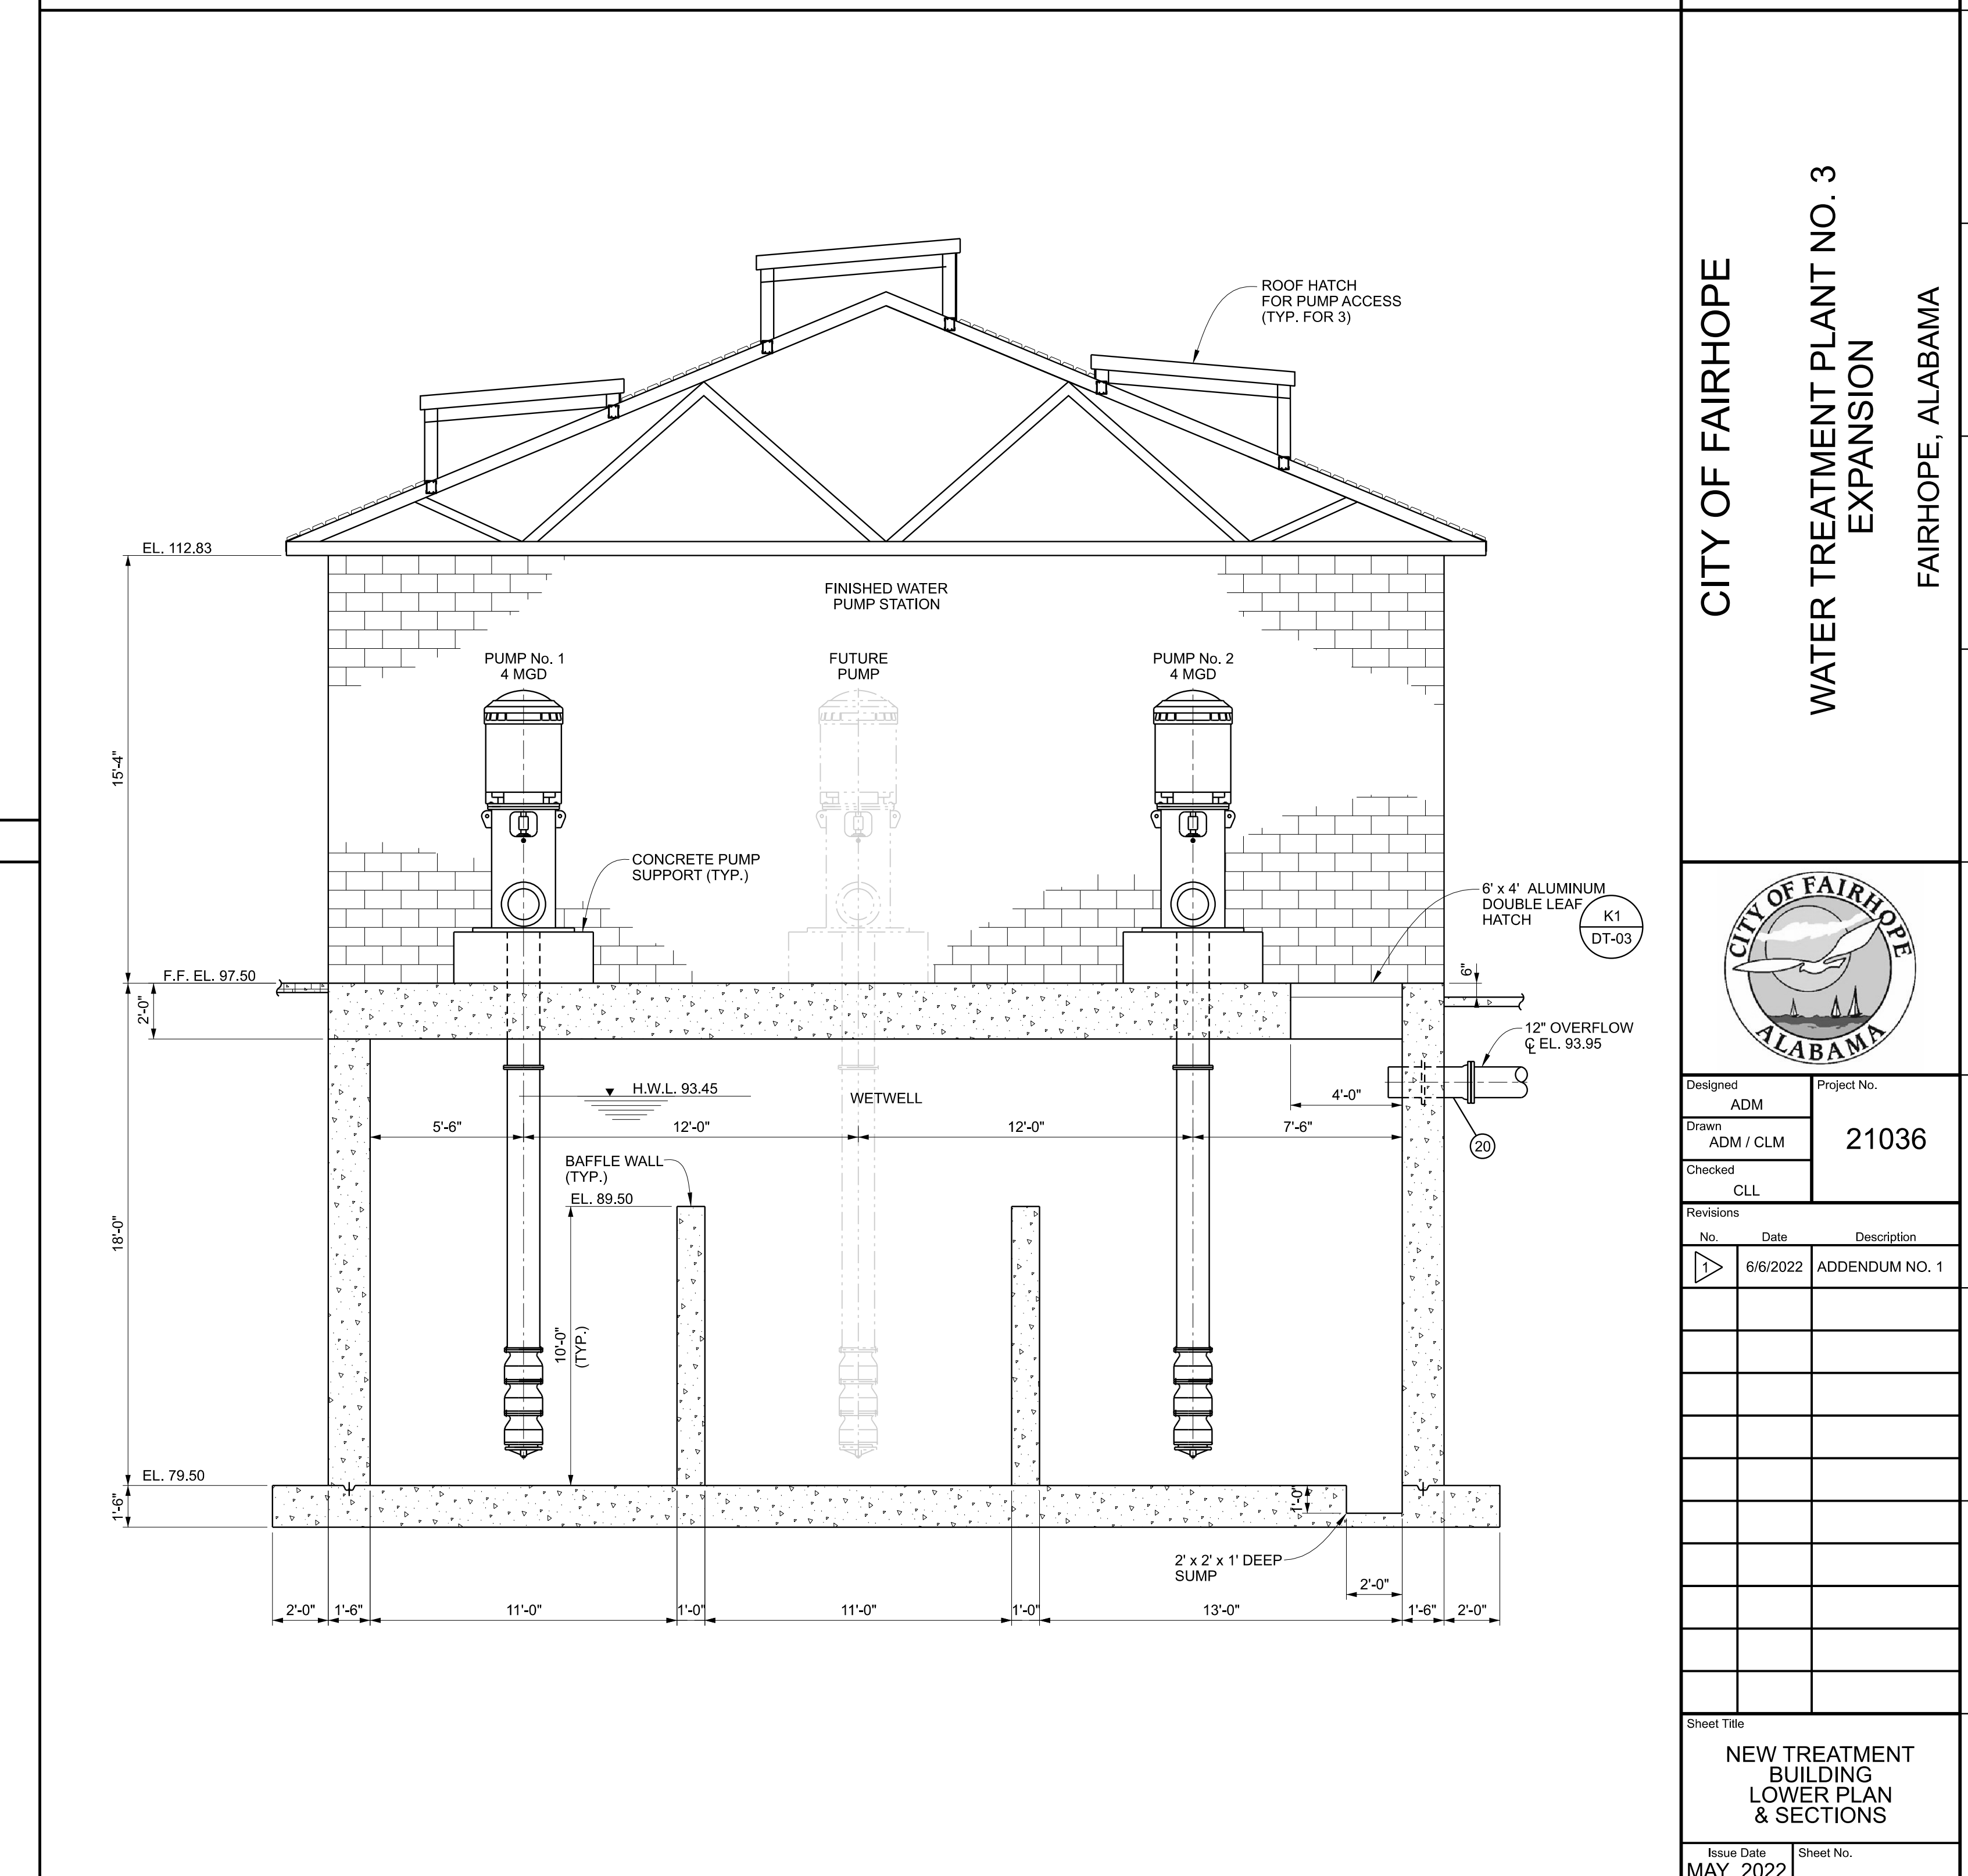 ROOF HATCH
FOR PUMP ACCESS
(TYP. FOR 3)
EL. 112.83
FINISHED WATER
PUMP STATION
PUMP No. 1
4 MGD
FUTURE
PUMP
PUMP No. 2
4 MGD
15'-4"
CONCRETE PUMP
SUPPORT (TYP.)
6' x 4' ALUMINUM
DOUBLE LEAF
HATCH
K1
DT-03
F.F. EL. 97.50
6"
2'-0"
12" OVERFLOW
℄ EL. 93.95
H.W.L. 93.45
WETWELL
4'-0"
5'-6"
12'-0"
12'-0"
7'-6"
20
BAFFLE WALL
(TYP.)
EL. 89.50
18'-0"
10'-0"
(TYP.)
EL. 79.50
1'-6"
1'-0"
2' x 2' x 1' DEEP
SUMP
2'-0"
2'-0"
1'-6"
11'-0"
1'-0"
11'-0"
1'-0"
13'-0"
1'-6"
2'-0"
CITY OF FAIRHOPE
WATER TREATMENT PLANT NO. 3
EXPANSION
FAIRHOPE, ALABAMA
CITY OF FAIRHOPE
ALABAMA
Designed
ADM
Project No.
21036
Drawn
ADM / CLM
Checked
CLL
Revisions
No. Date Description
1 6/6/2022 ADDENDUM NO. 1
Sheet Title
NEW TREATMENT
BUILDING
LOWER PLAN
& SECTIONS
Issue Date
MAY 2022
Sheet No.